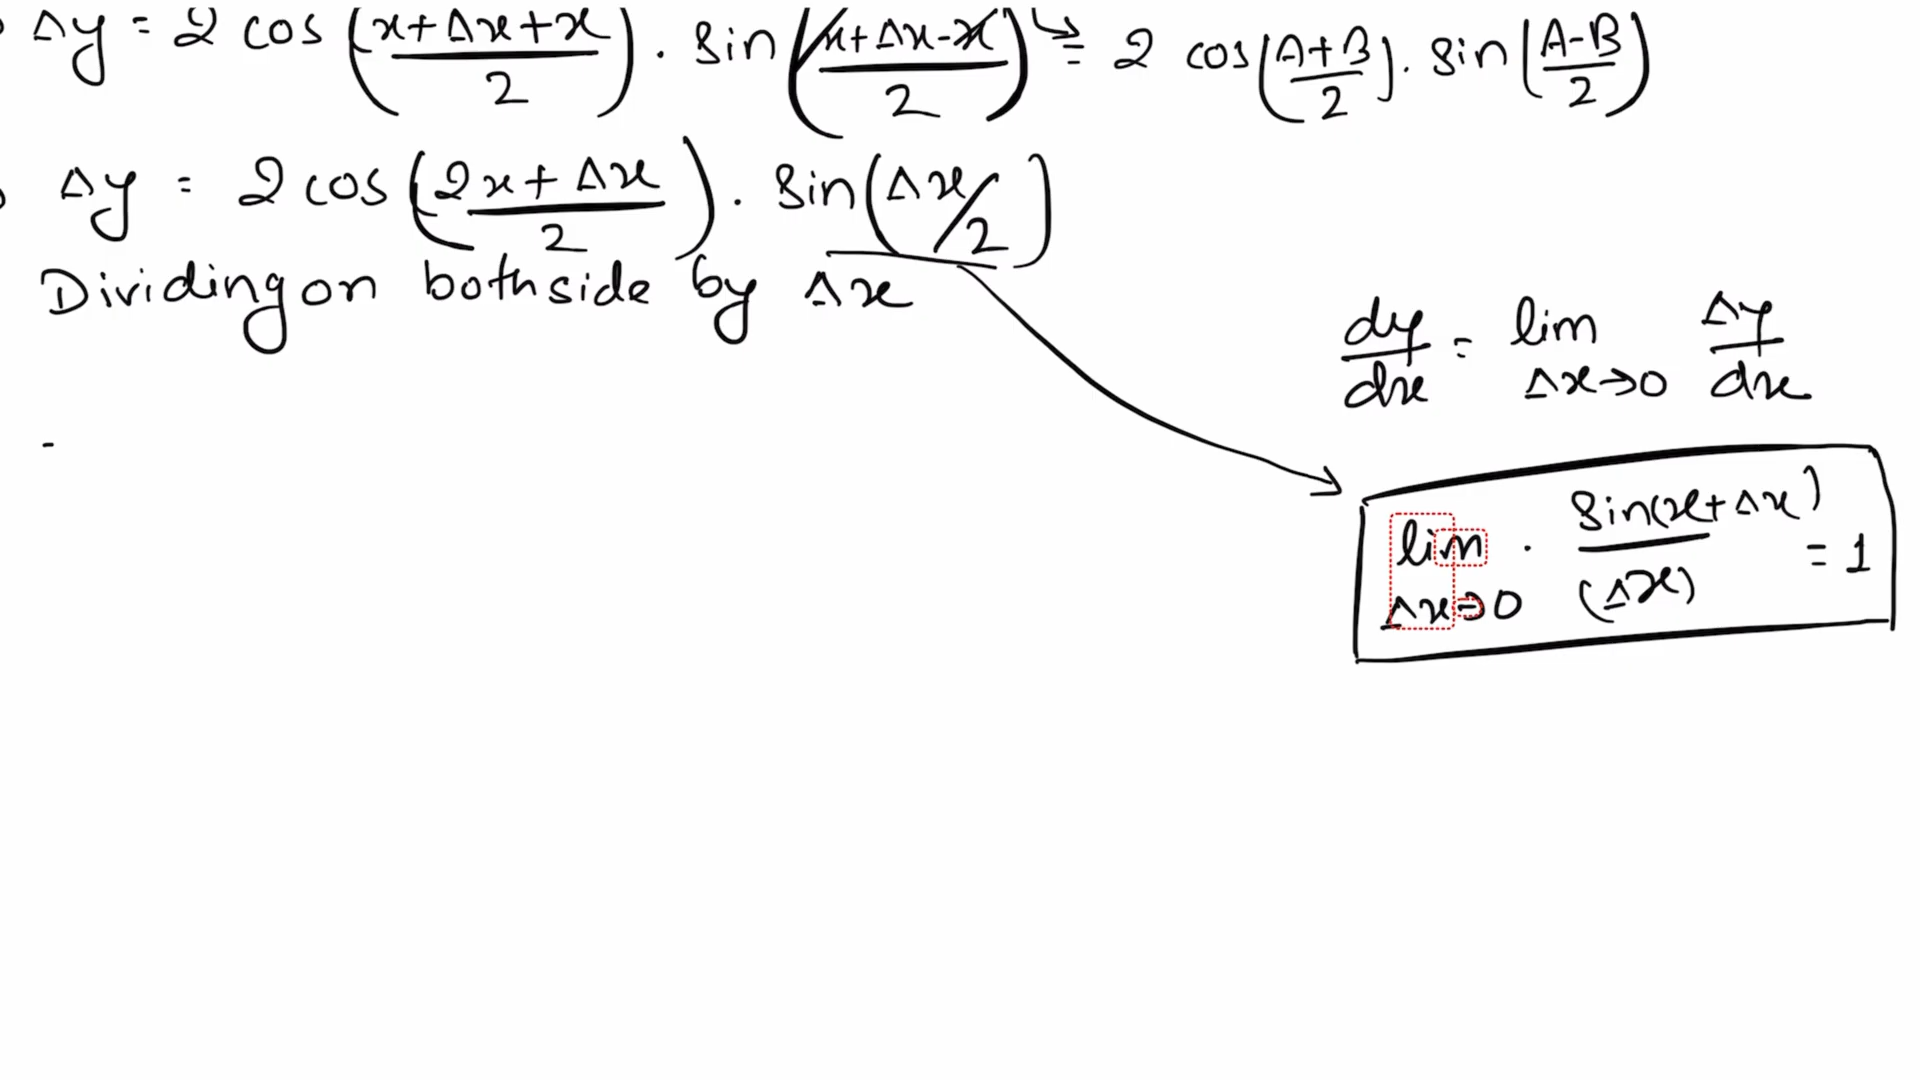 Δy = 2 cos((x+Δx+x)/2) . sin((x+Δx-x)/2) = 2 cos((A+B)/2) . sin((A-B)/2)
Δy = 2 cos((2x+Δx)/2) . sin(Δx/2)
Dividing on both side by Δx
dy/dx = lim Δx→0 Δy/dx
lim Δx→0 . sin(x+Δx)/(Δx) = 1